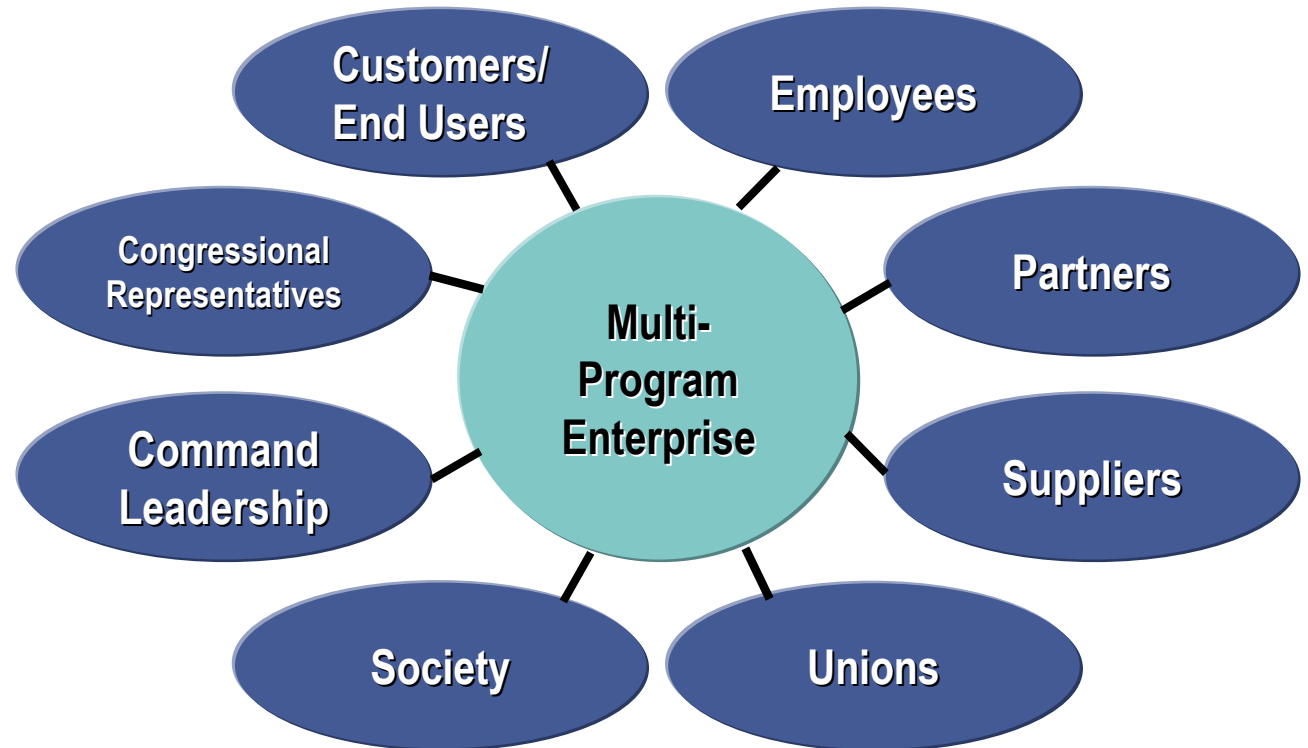 Customers/
End Users
Employees
Congressional
Representatives
Partners
Multi-
Program
Enterprise
Command
Leadership
Suppliers
Society
Unions